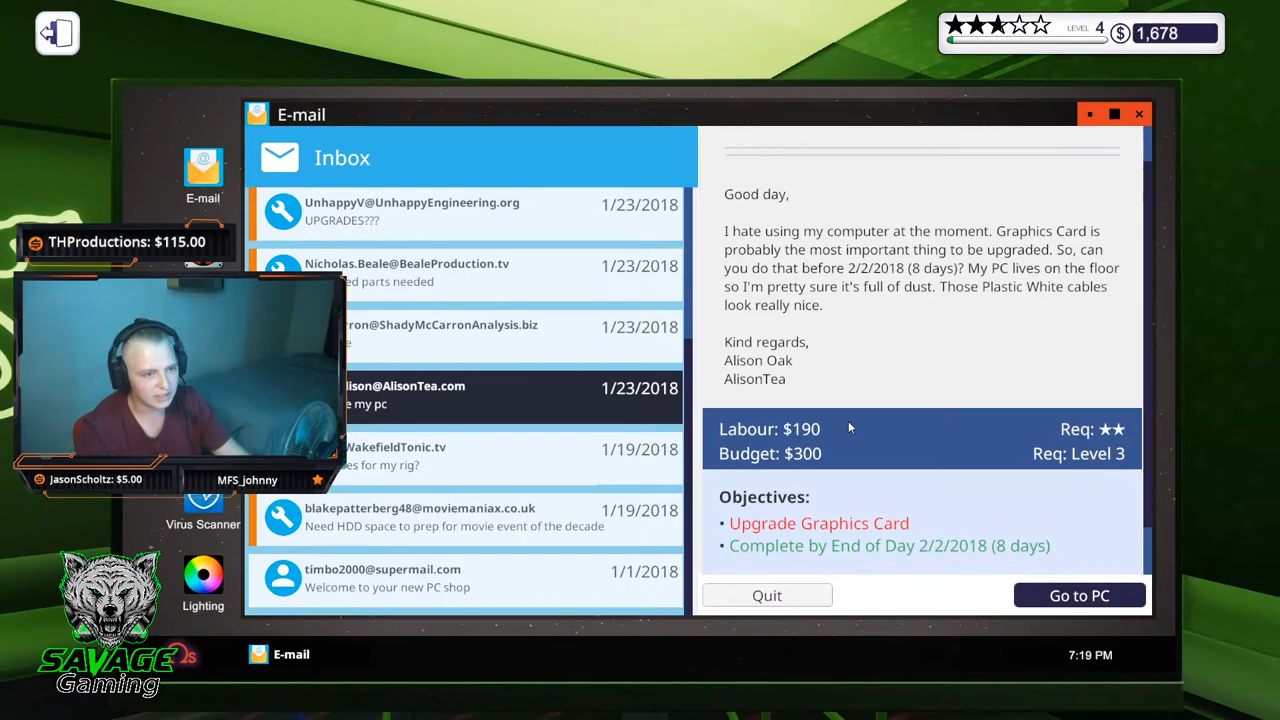 LEVEL 4 $ 1,678
E-mail
Inbox
E-mail
UnhappyV@UnhappyEngineering.org 1/23/2018
UPGRADES???
THProductions: $115.00
Nicholas.Beale@BealeProduction.tv 1/23/2018
parts needed
@ShadyMcCarronAnalysis.biz 1/23/2018
@AlisonTea.com 1/23/2018
my pc
WakefieldTonic.tv 1/19/2018
for my rig?
JasonScholtz: $5.00 MFS_johnny
blakepatterberg48@moviemaniax.co.uk 1/19/2018
Need HDD space to prep for movie event of the decade
Virus Scanner
timbo2000@supermail.com 1/1/2018
Welcome to your new PC shop
Lighting
Good day,
I hate using my computer at the moment. Graphics Card is
probably the most important thing to be upgraded. So, can
you do that before 2/2/2018 (8 days)? My PC lives on the floor
so I'm pretty sure it's full of dust. Those Plastic White cables
look really nice.
Kind regards,
Alison Oak
AlisonTea
Labour: $190 Req: ★★
Budget: $300 Req: Level 3
Objectives:
• Upgrade Graphics Card
• Complete by End of Day 2/2/2018 (8 days)
Quit Go to PC
SAVAGE
Gaming
E-mail
7:19 PM